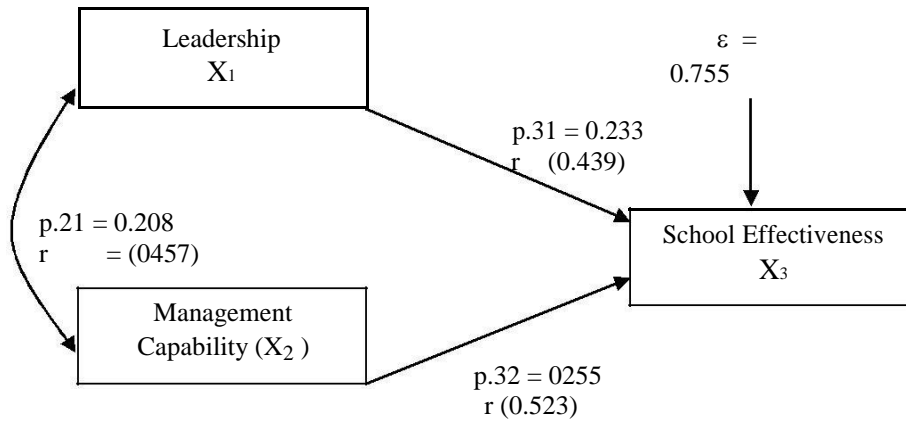 Leadership
X1
ε =
0.755
p.31 = 0.233
r (0.439)
p.21 = 0.208
r = (0457)
School Effectiveness
X3
Management
Capability (X2 )
p.32 = 0255
r (0.523)